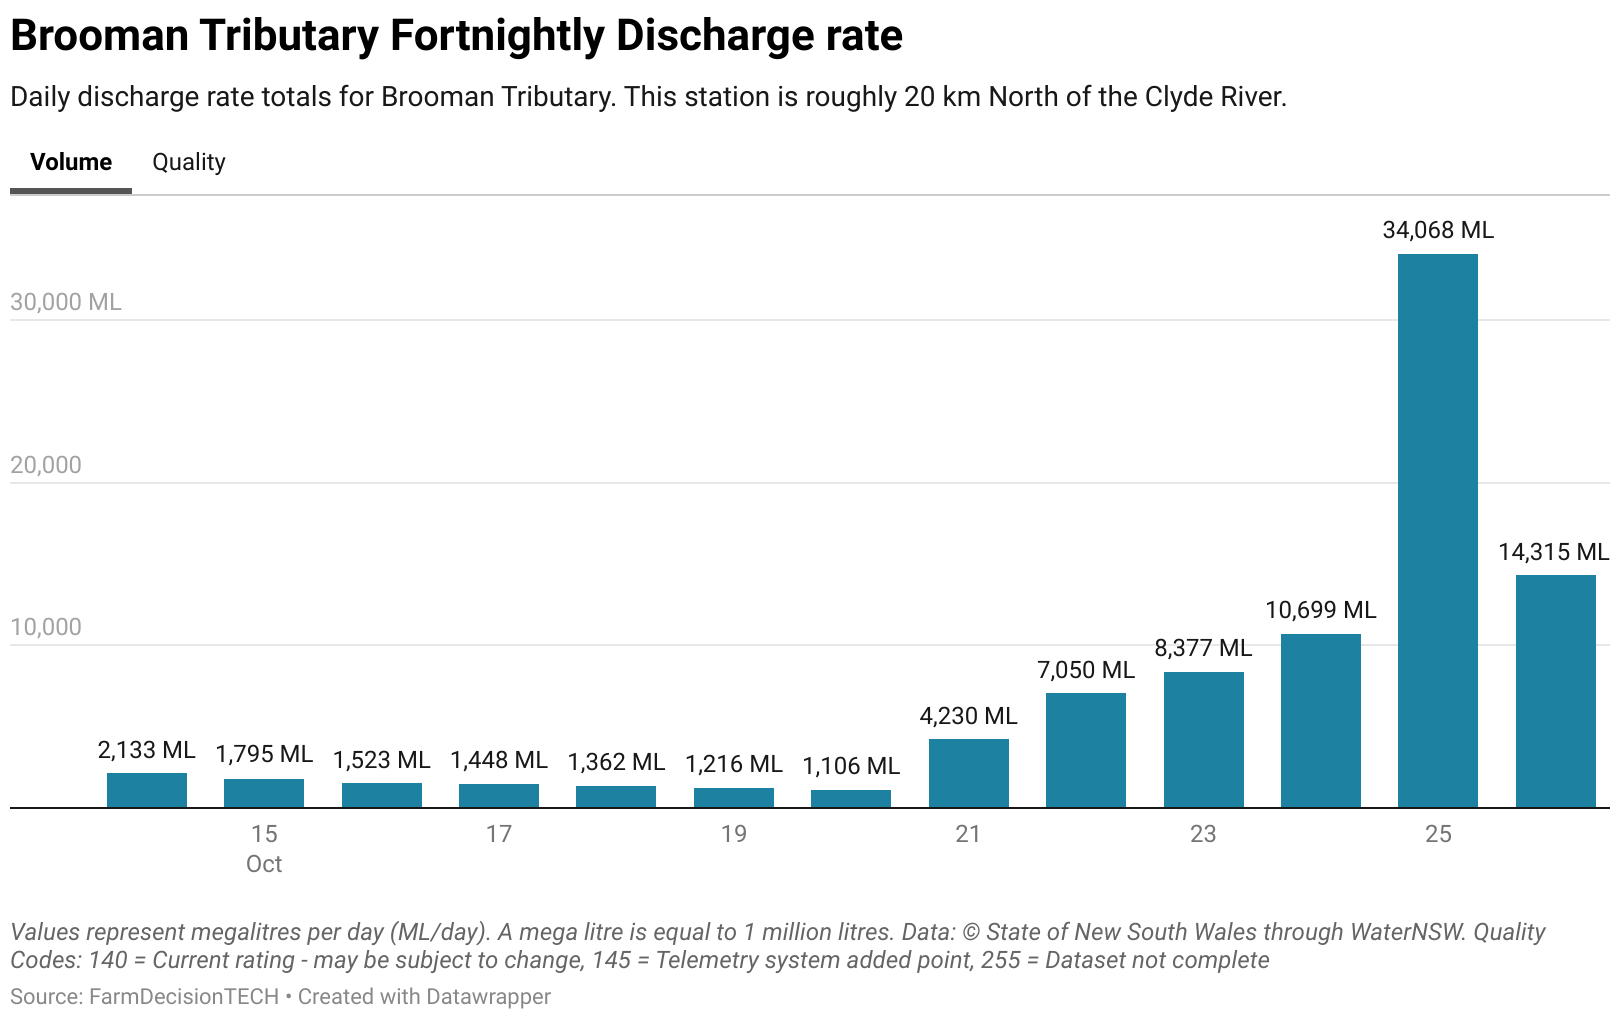 Brooman Tributary Fortnightly Discharge rate
Daily discharge rate totals for Brooman Tributary. This station is roughly 20 km North of the Clyde River.
Volume Quality
34,068 ML
30,000 ML
20,000
14,315 ML
10,699 ML
10,000
8,377 ML
7,050 ML
4,230 ML
2,133 ML 1,795 ML 1,523 ML 1,448 ML 1,362 ML 1,216 ML 1,106 ML
15 17 19 21 23 25
Oct
Values represent megalitres per day (ML/day). A mega litre is equal to 1 million litres. Data: © State of New South Wales through WaterNSW. Quality
Codes: 140 = Current rating - may be subject to change, 145 = Telemetry system added point, 255 = Dataset not complete
Source: FarmDecisionTECH • Created with Datawrapper